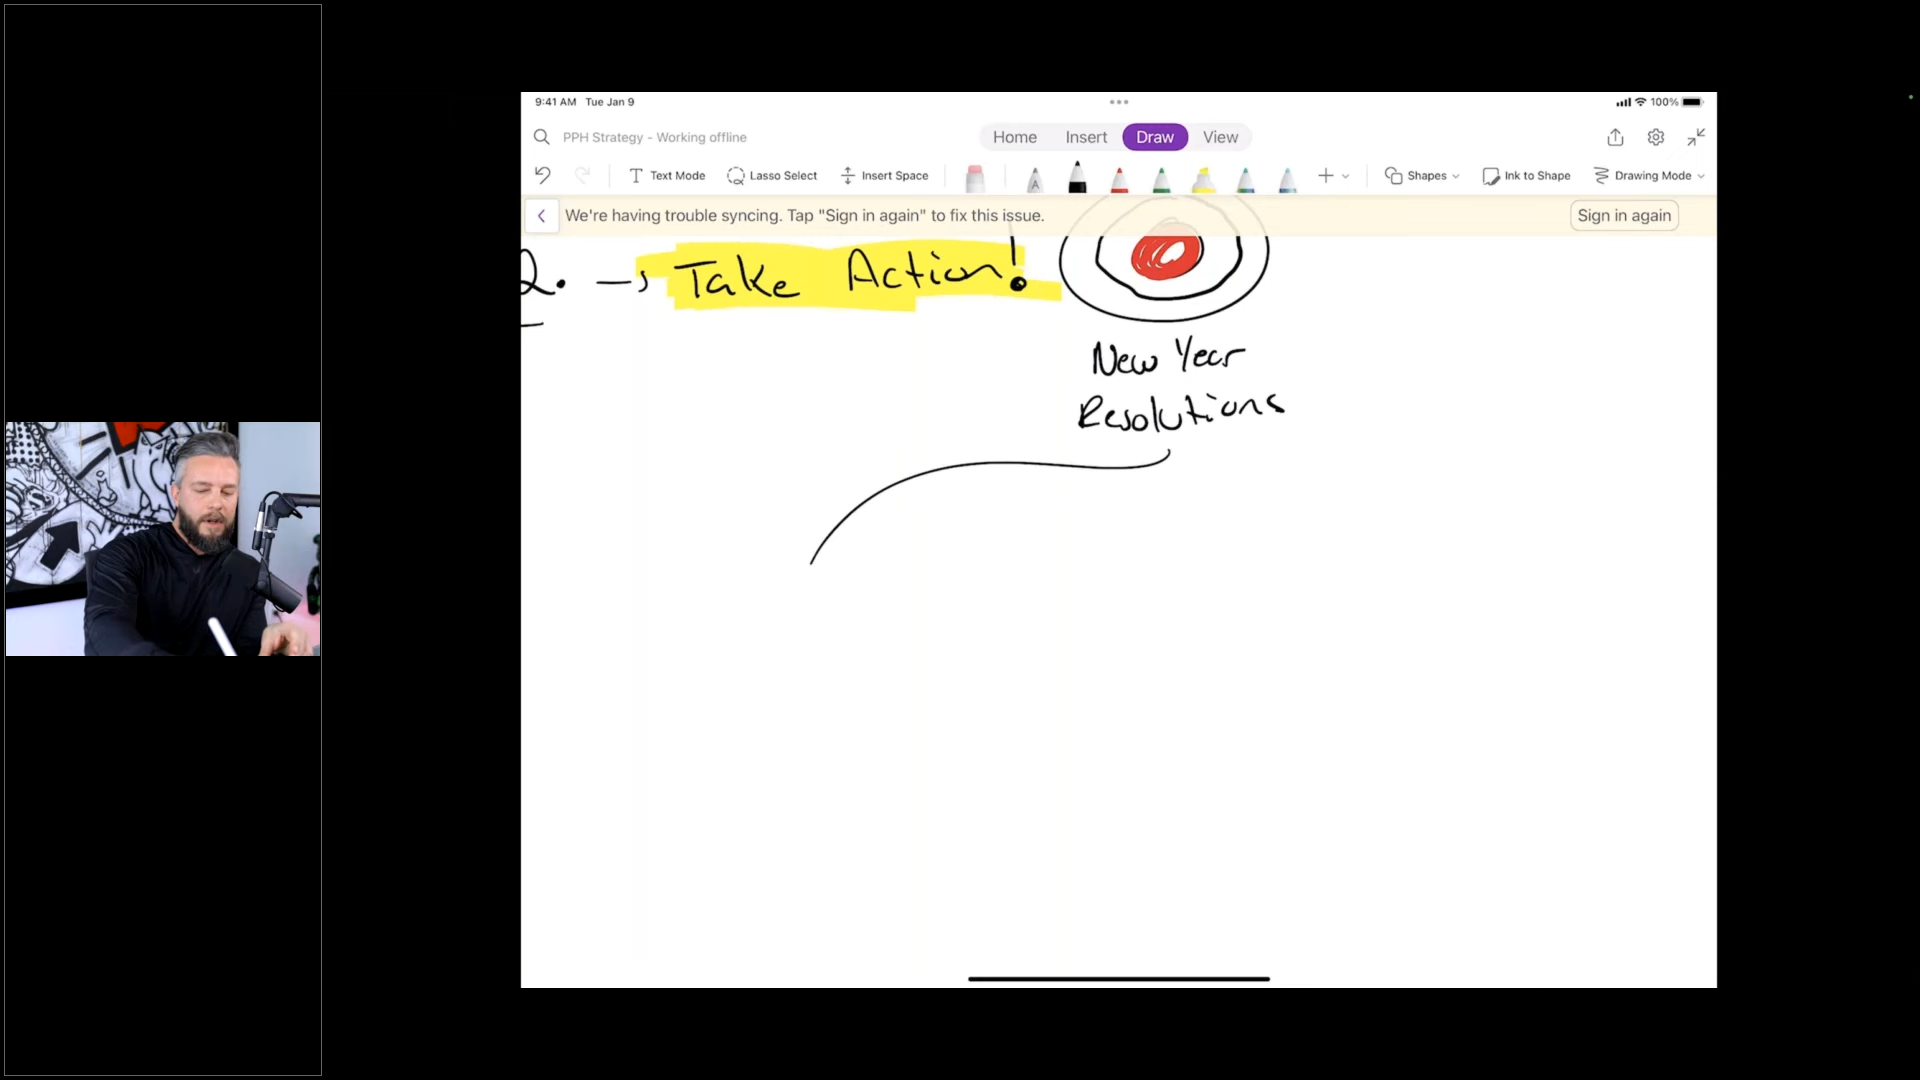 9:41 AM Tue Jan 9
100%
PPH Strategy - Working offline
Home Insert Draw View
Text Mode Lasso Select Insert Space A Shapes Ink to Shape Drawing Mode
We're having trouble syncing. Tap "Sign in again" to fix this issue. Sign in again
2. → Take Action!
New Year
Resolutions